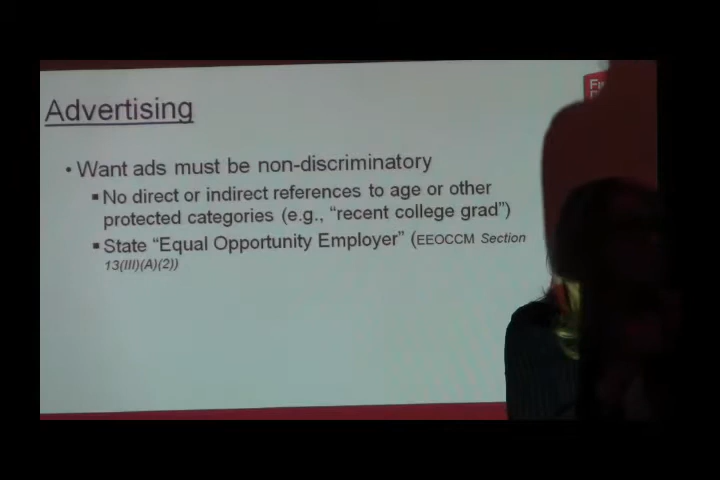 Advertising
• Want ads must be non-discriminatory
▪ No direct or indirect references to age or other
protected categories (e.g., “recent college grad”)
▪ State “Equal Opportunity Employer” (EEOCCM Section
13(III)(A)(2))